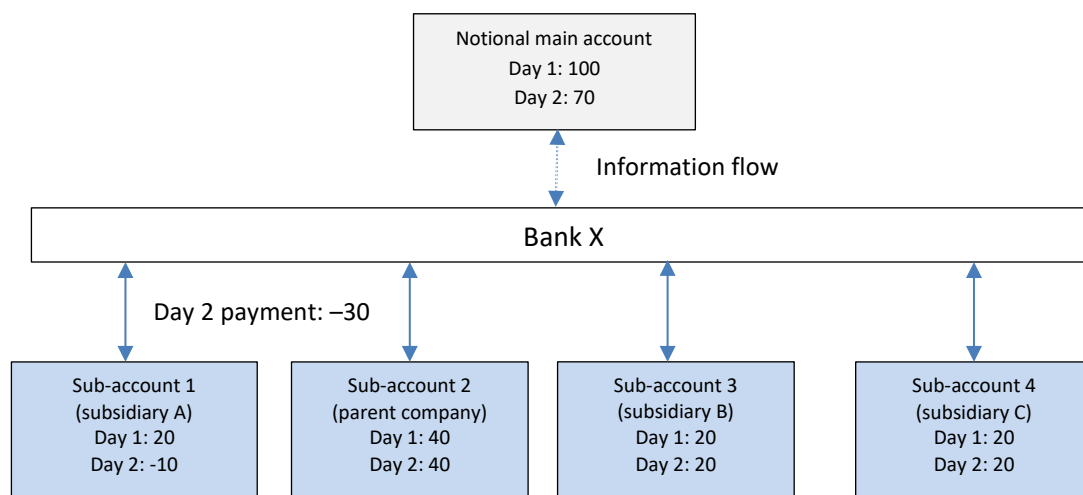 Notional main account
Day 1: 100
Day 2: 70
Information flow
Bank X
Day 2 payment: –30
Sub-account 1
(subsidiary A)
Day 1: 20
Day 2: -10
Sub-account 2
(parent company)
Day 1: 40
Day 2: 40
Sub-account 3
(subsidiary B)
Day 1: 20
Day 2: 20
Sub-account 4
(subsidiary C)
Day 1: 20
Day 2: 20